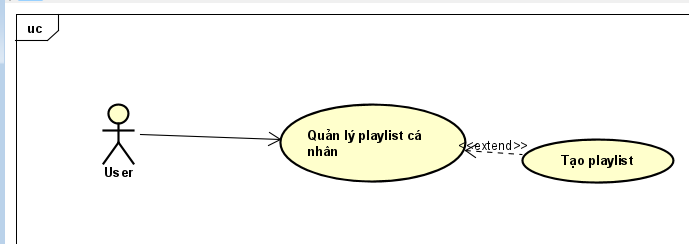 uc
Quản lý playlist cá
nhân
<<extend>>
Tạo playlist
User